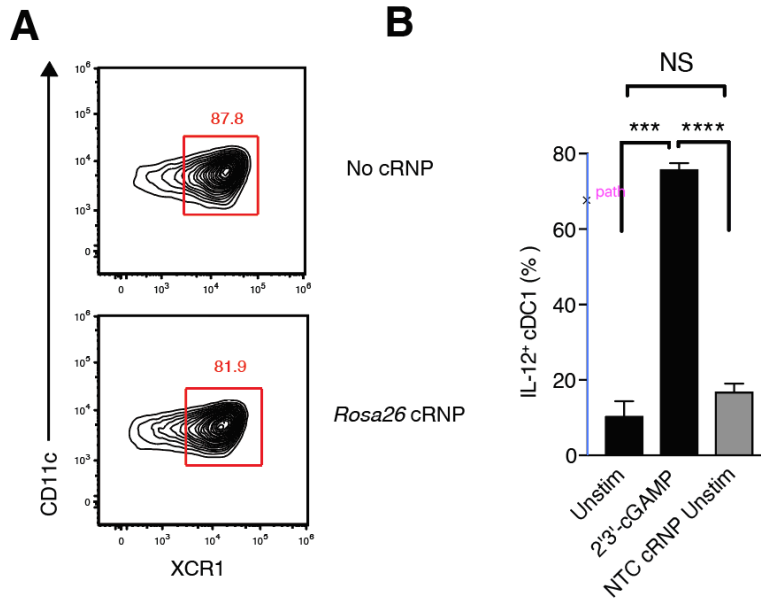 A
B
10⁶
10⁵
10⁴
10³
0
87.8
0
10³
10⁴
10⁵
10⁶
No cRNP
10⁶
10⁵
10⁴
10³
0
81.9
0
10³
10⁴
10⁵
10⁶
Rosa26 cRNP
CD11c
XCR1
NS
***
****
80
60
40
20
0
path
IL-12⁺ cDC1 (%)
Unstim
2'3'-cGAMP
NTC cRNP Unstim